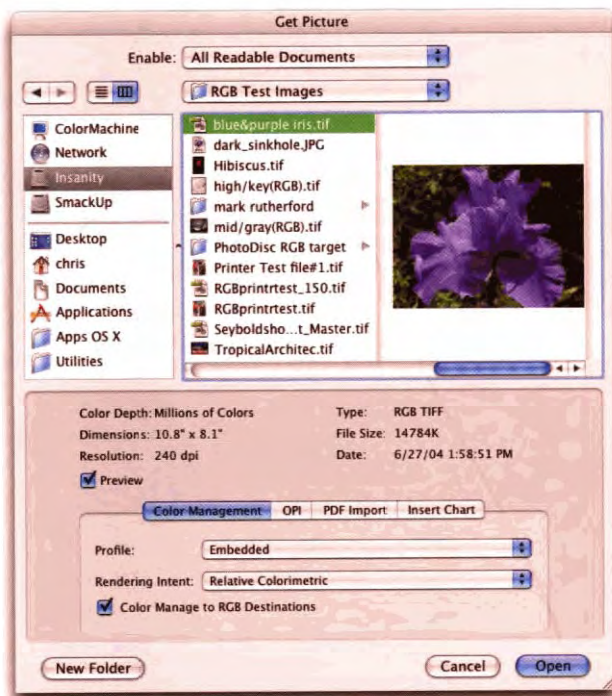 Get Picture
Enable: All Readable Documents
RGB Test Images
ColorMachine
Network
Insanity
SmackUp
Desktop
chris
Documents
Applications
Apps OS X
Utilities
blue&purple iris.tif
dark_sinkhole.JPG
Hibiscus.tif
high/key(RGB).tif
mark rutherford
mid/gray(RGB).tif
PhotoDisc RGB target
Printer Test file#1.tif
RGBprintrtest_150.tif
RGBprintrtest.tif
Seyboldsho...t_Master.tif
TropicalArchitec.tif
Color Depth: Millions of Colors
Dimensions: 10.8" x 8.1"
Resolution: 240 dpi
Type: RGB TIFF
File Size: 14784K
Date: 6/27/04 1:58:51 PM
Preview
Color Management OPI PDF Import Insert Chart
Profile: Embedded
Rendering Intent: Relative Colorimetric
Color Manage to RGB Destinations
New Folder Cancel Open